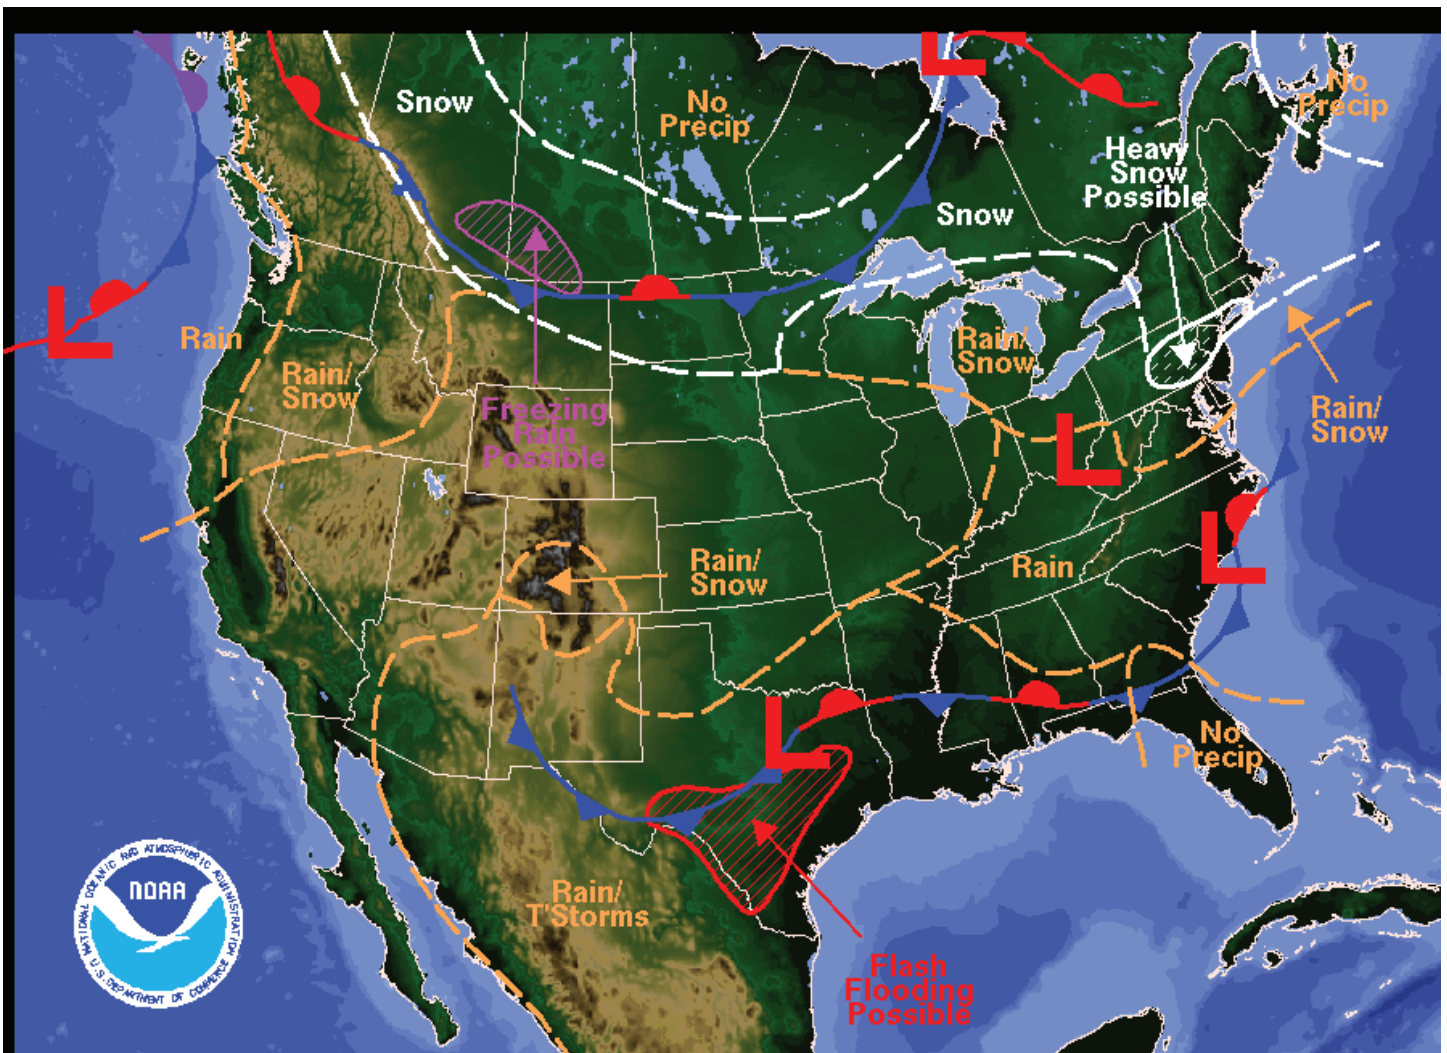 Snow
No
Precip
No
Precip
Heavy
Snow
Possible
Snow
Rain
Rain/
Snow
Rain/
Snow
Freezing
Rain
Possible
Rain/
Snow
L
L
L
L
L
Rain/
Snow
Rain
No
Precip
Rain/
T'Storms
Flash
Flooding
Possible
NATIONAL OCEANIC AND ATMOSPHERIC ADMINISTRATION
NOAA
U.S. DEPARTMENT OF COMMERCE